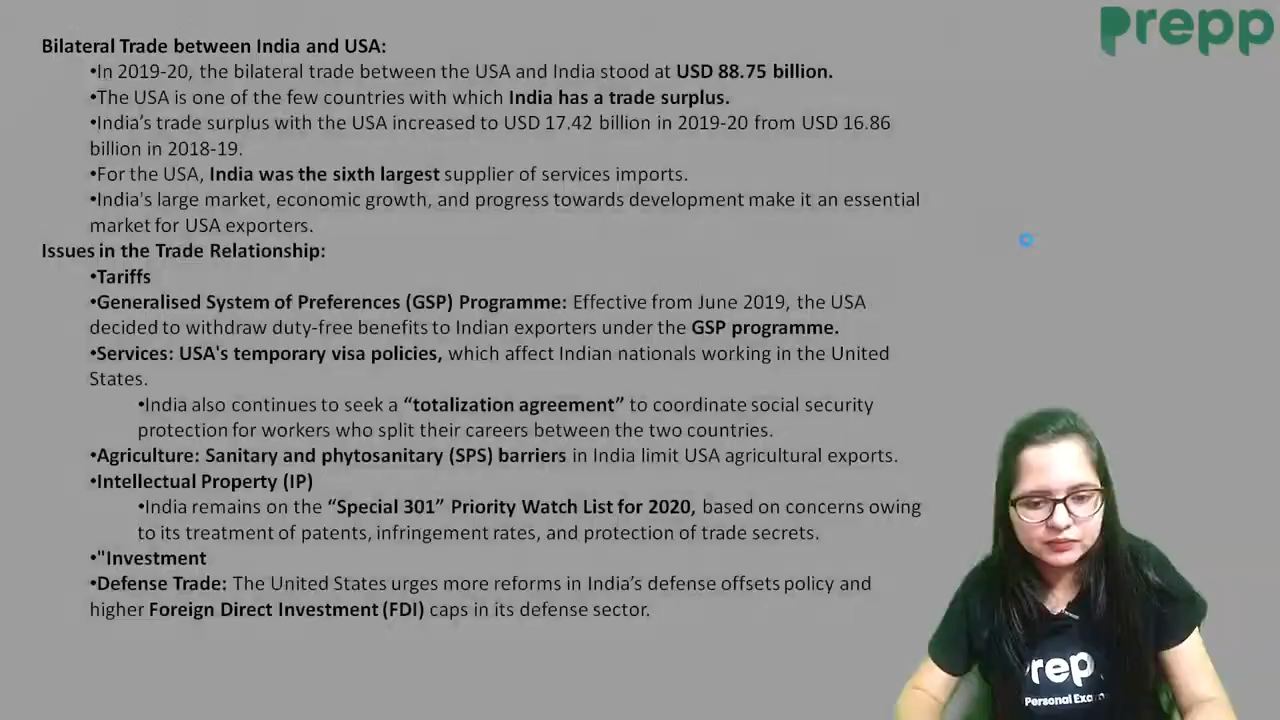 prepp
Bilateral Trade between India and USA:
•In 2019-20, the bilateral trade between the USA and India stood at USD 88.75 billion.
•The USA is one of the few countries with which India has a trade surplus.
•India’s trade surplus with the USA increased to USD 17.42 billion in 2019-20 from USD 16.86
billion in 2018-19.
•For the USA, India was the sixth largest supplier of services imports.
•India's large market, economic growth, and progress towards development make it an essential
market for USA exporters.
Issues in the Trade Relationship:
•Tariffs
•Generalised System of Preferences (GSP) Programme: Effective from June 2019, the USA
decided to withdraw duty-free benefits to Indian exporters under the GSP programme.
•Services: USA's temporary visa policies, which affect Indian nationals working in the United
States.
•India also continues to seek a “totalization agreement” to coordinate social security
protection for workers who split their careers between the two countries.
•Agriculture: Sanitary and phytosanitary (SPS) barriers in India limit USA agricultural exports.
•Intellectual Property (IP)
•India remains on the “Special 301” Priority Watch List for 2020, based on concerns owing
to its treatment of patents, infringement rates, and protection of trade secrets.
•"Investment
•Defense Trade: The United States urges more reforms in India’s defense offsets policy and
higher Foreign Direct Investment (FDI) caps in its defense sector.
rep
Personal Exa